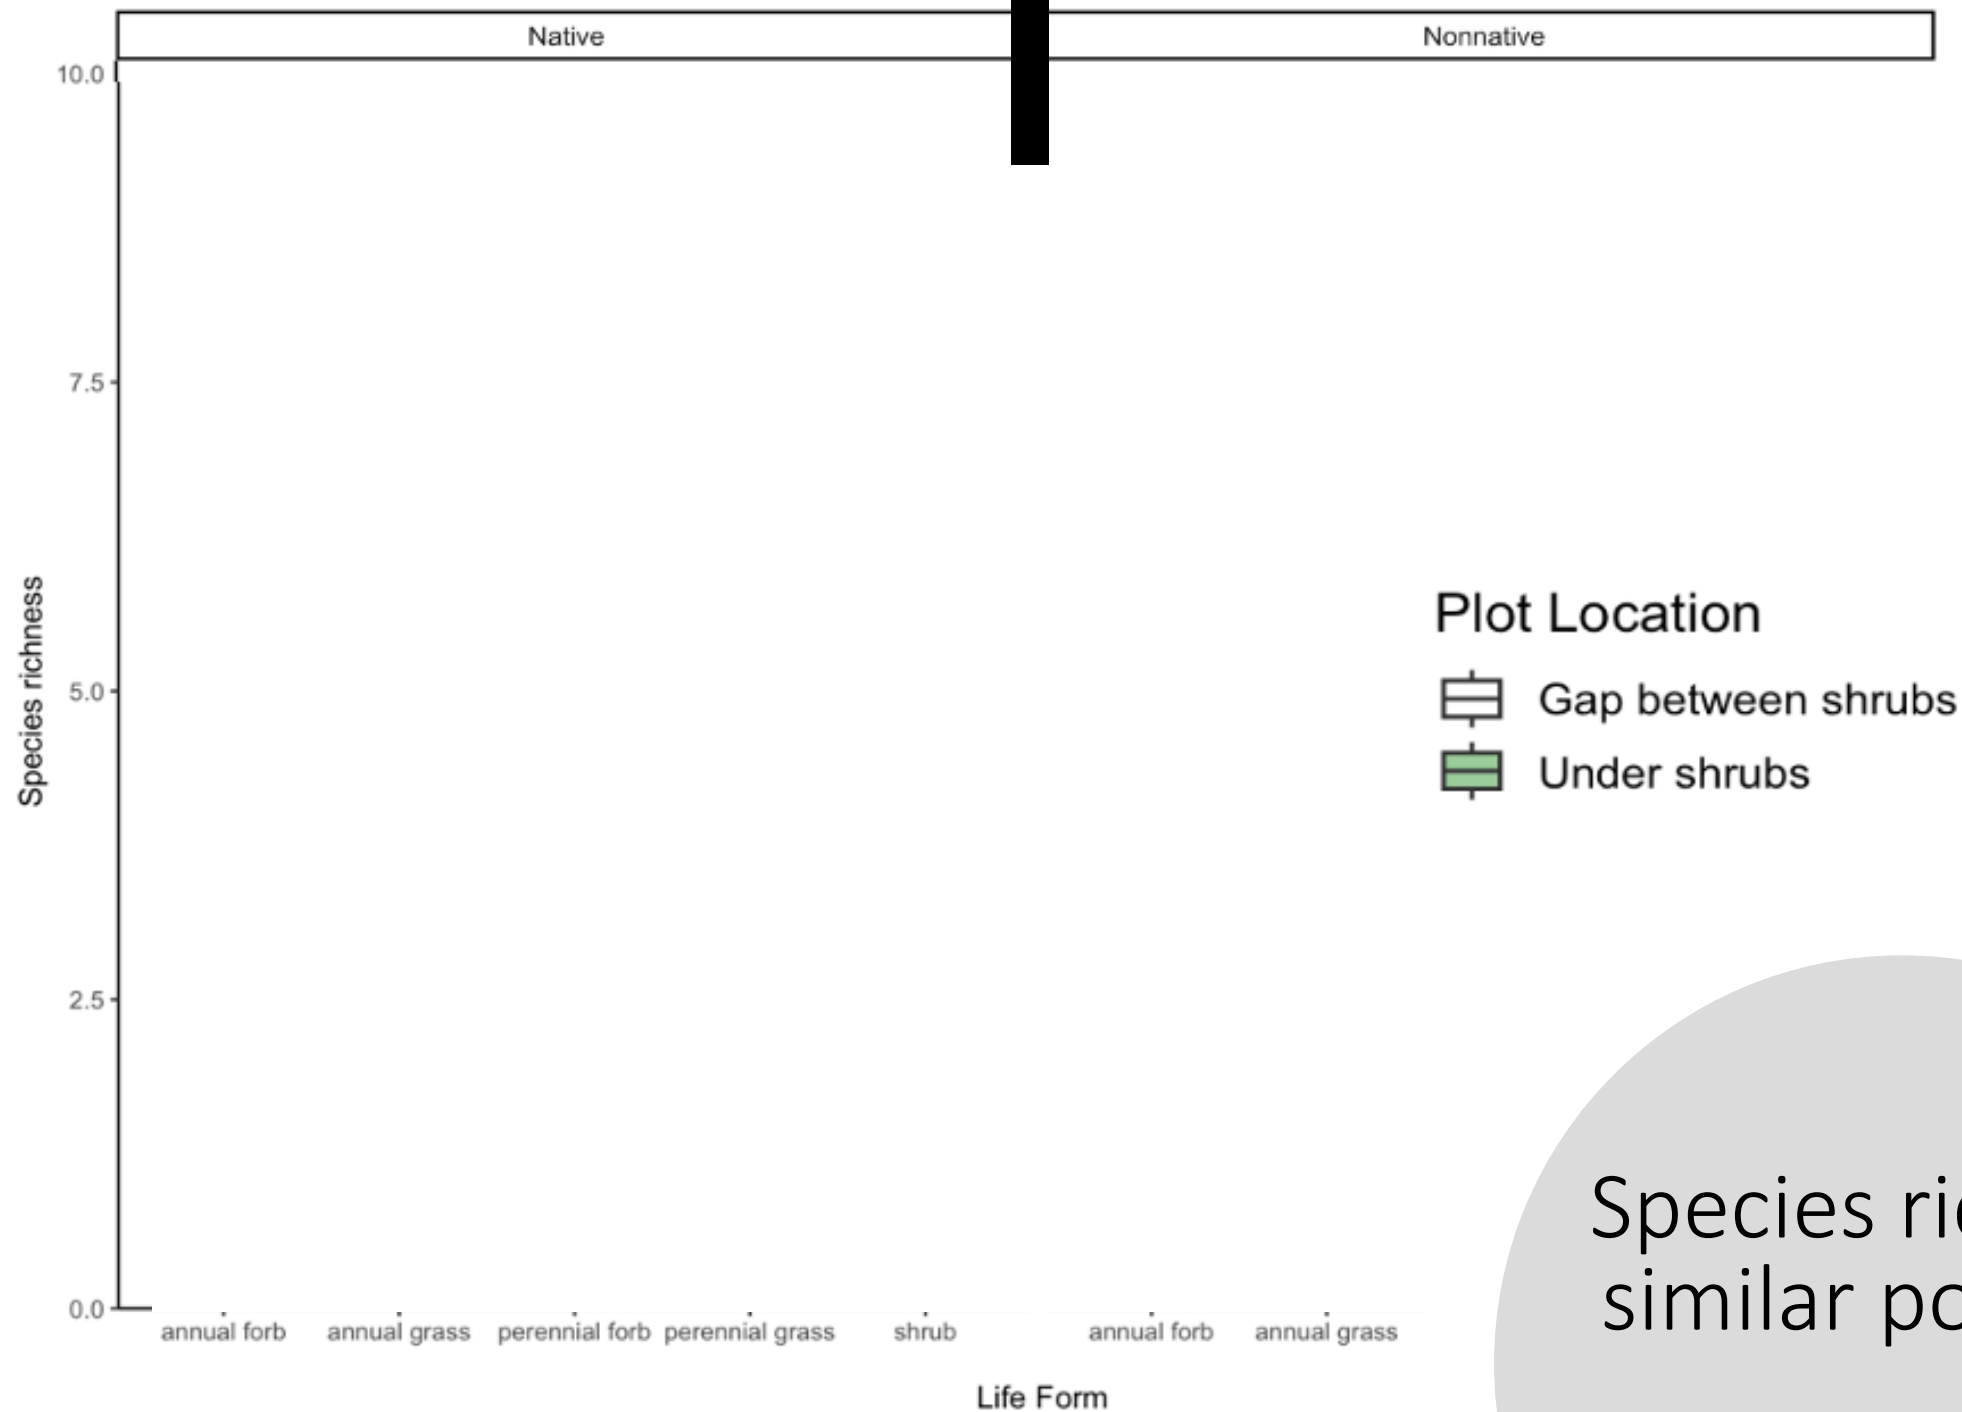 Native
Nonnative
10.0
7.5
5.0
2.5
0.0
Species richness
Plot Location
Gap between shrubs
Under shrubs
annual forb
annual grass
perennial forb
perennial grass
shrub
annual forb
annual grass
Life Form
Species
similar